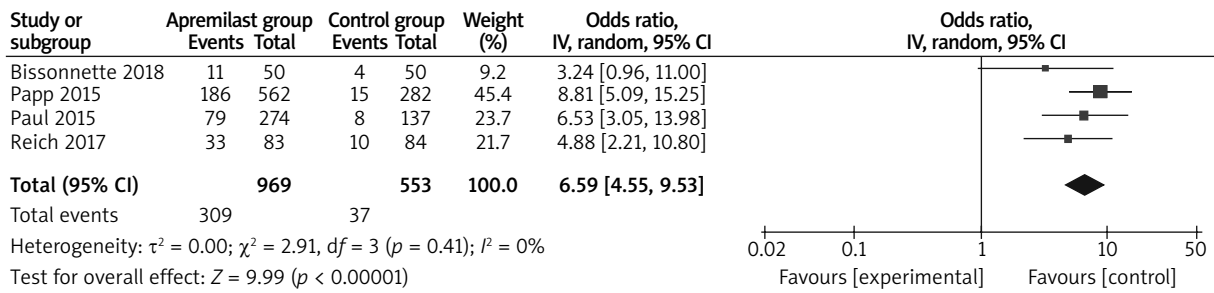 Study or Apremilast group Control group Weight Odds ratio, Odds ratio,
subgroup Events Total Events Total (%) IV, random, 95% CI IV, random, 95% CI
Bissonnette 2018 11 50 4 50 9.2 3.24 [0.96, 11.00]
Papp 2015 186 562 15 282 45.4 8.81 [5.09, 15.25]
Paul 2015 79 274 8 137 23.7 6.53 [3.05, 13.98]
Reich 2017 33 83 10 84 21.7 4.88 [2.21, 10.80]
Total (95% CI) 969 553 100.0 6.59 [4.55, 9.53]
Total events 309 37
Heterogeneity: τ² = 0.00; χ² = 2.91, df = 3 (p = 0.41); I² = 0%
Test for overall effect: Z = 9.99 (p < 0.00001)
0.02 0.1 1 10 50
Favours [experimental] Favours [control]